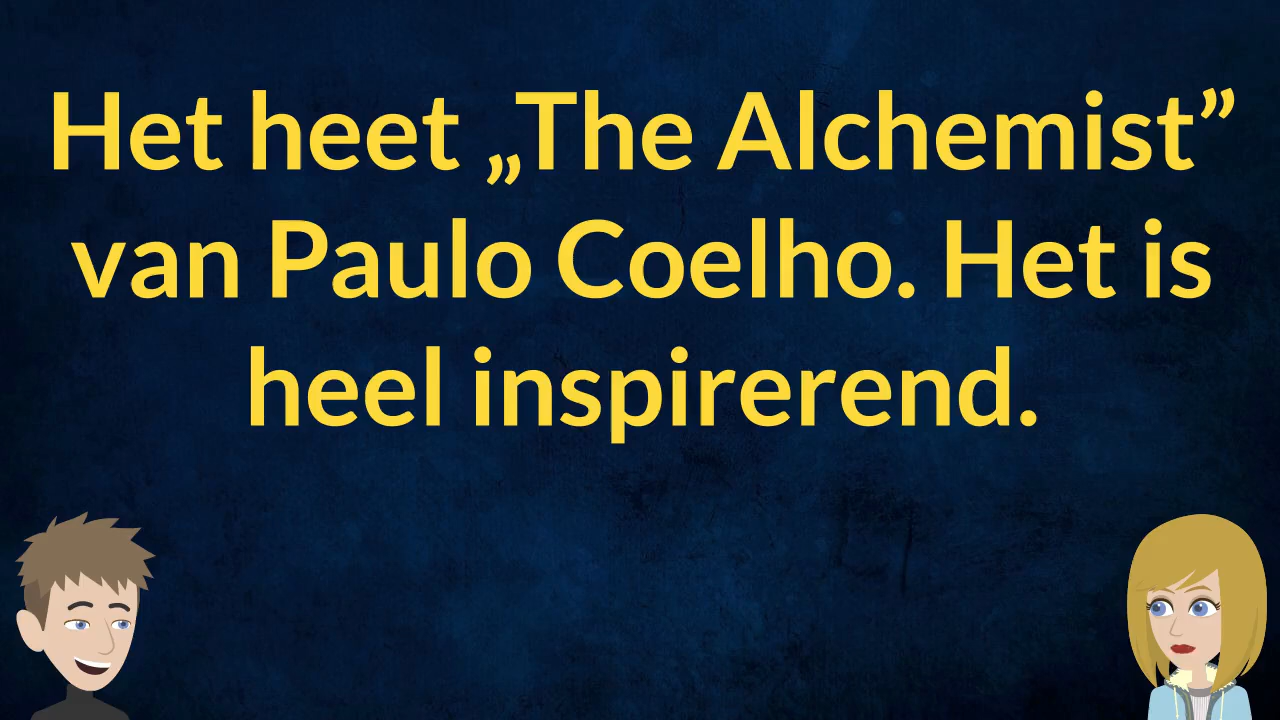 Het heet „The Alchemist”
van Paulo Coelho. Het is
heel inspirerend.